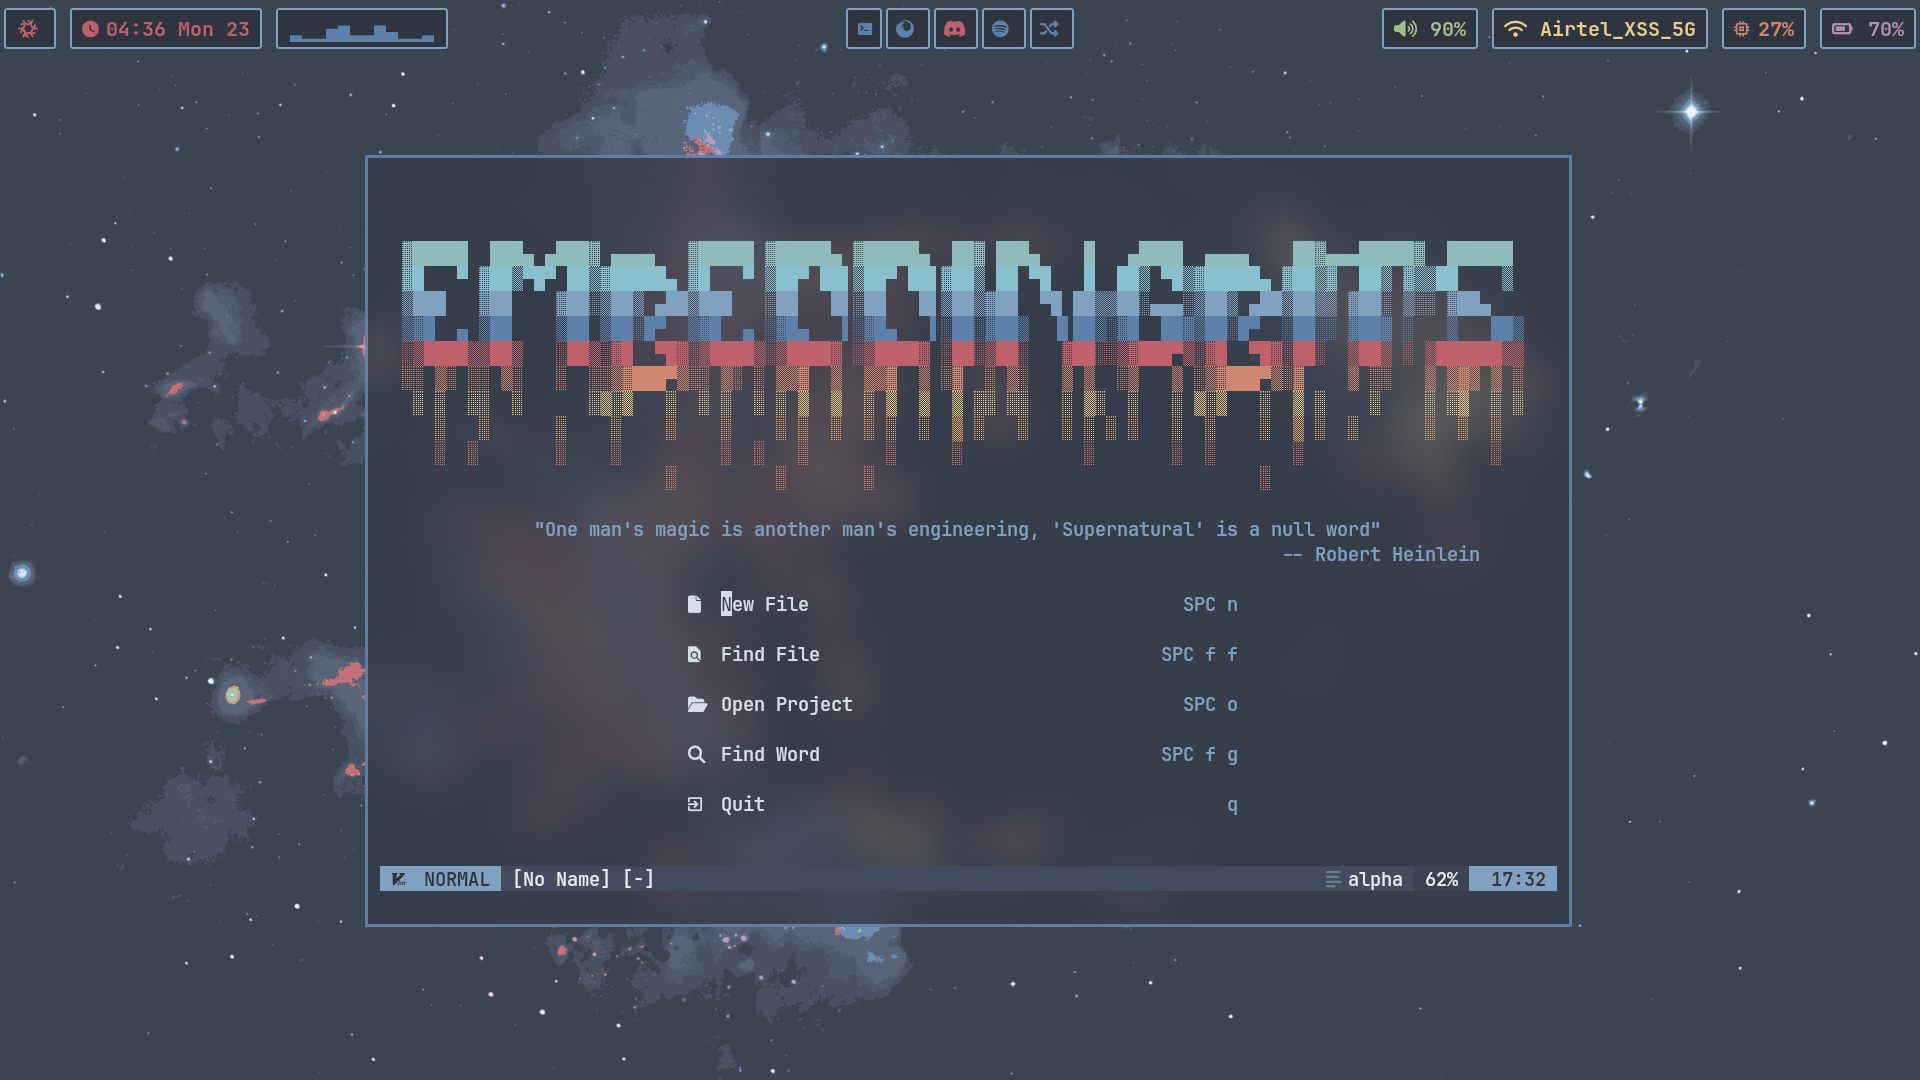 04:36 Mon 23
90%
Airtel_XSS_5G
27%
70%
"One man's magic is another man's engineering, 'Supernatural' is a null word"
-- Robert Heinlein
New File SPC n
Find File SPC f f
Open Project SPC o
Find Word SPC f g
Quit q
NORMAL [No Name] [-] alpha 62% 17:32